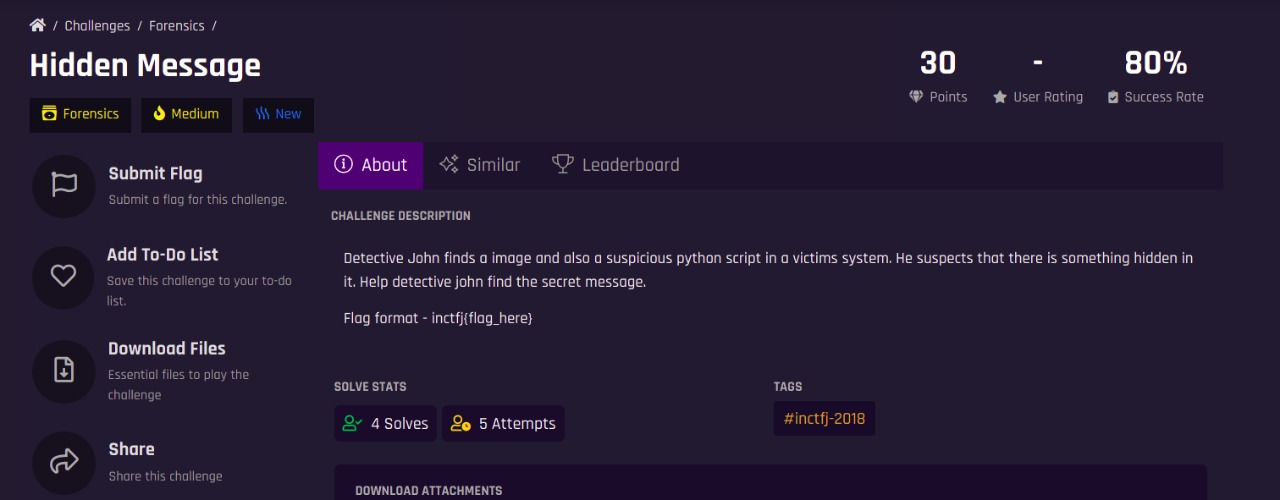 / Challenges / Forensics /
Hidden Message
30 - 80%
Points User Rating Success Rate
Forensics Medium New
Submit Flag
Submit a flag for this challenge.
Add To-Do List
Save this challenge to your to-do
list.
Download Files
Essential files to play the
challenge
Share
Share this challenge
About Similar Leaderboard
CHALLENGE DESCRIPTION
Detective John finds a image and also a suspicious python script in a victims system. He suspects that there is something hidden in
it. Help detective john find the secret message.
Flag format - inctfj{flag_here}
SOLVE STATS
4 Solves 5 Attempts
TAGS
#inctfj-2018
DOWNLOAD ATTACHMENTS